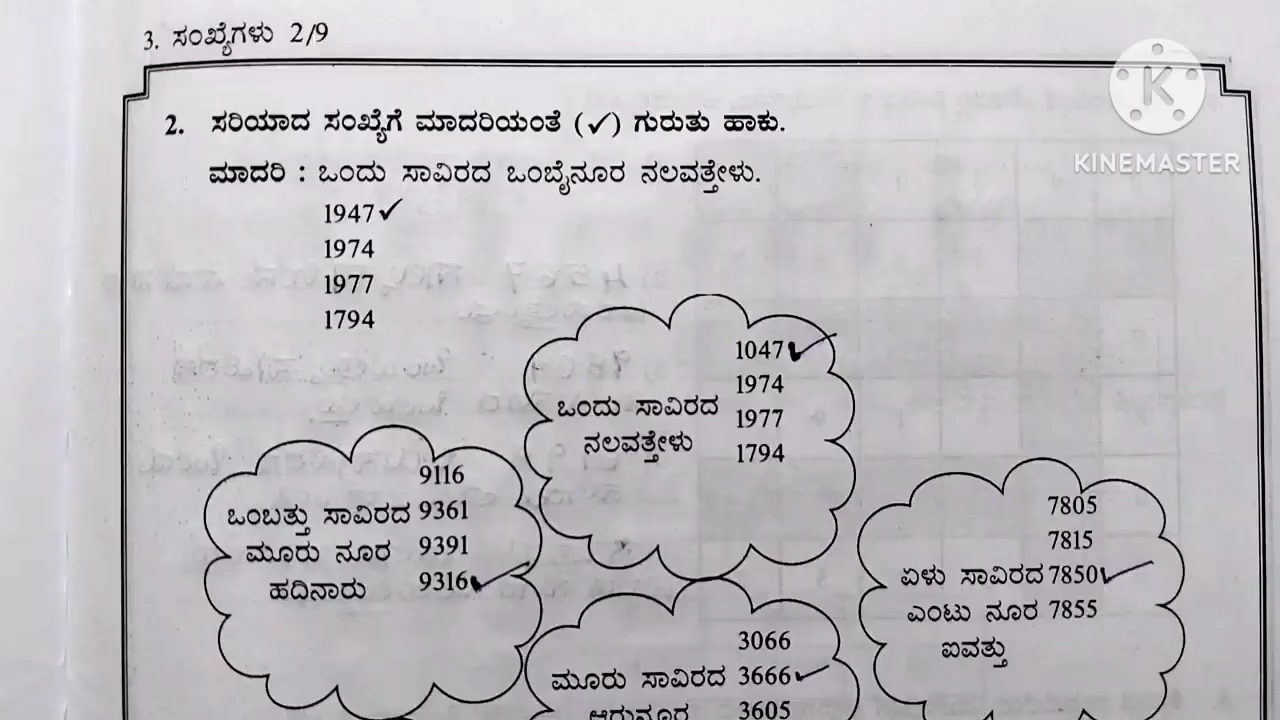 3. ಸಂಖ್ಯೆಗಳು 2/9
KINEMASTER
2. ಸರಿಯಾದ ಸಂಖ್ಯೆಗೆ ಮಾದರಿಯಂತೆ (✓) ಗುರುತು ಹಾಕು.
ಮಾದರಿ : ಒಂದು ಸಾವಿರದ ಒಂಬೈನೂರ ನಲವತ್ತೇಳು.
1947✓
1974
1977
1794
1047✓
1974
ಒಂದು ಸಾವಿರದ 1977
ನಲವತ್ತೇಳು 1794
9116
ಒಂಬತ್ತು ಸಾವಿರದ 9361
ಮೂರು ನೂರ 9391
ಹದಿನಾರು 9316✓
7805
7815
ಏಳು ಸಾವಿರದ 7850✓
ಎಂಟು ನೂರ 7855
ಐವತ್ತು
3066
ಮೂರು ಸಾವಿರದ 3666✓
ಆರುನೂರ 3605